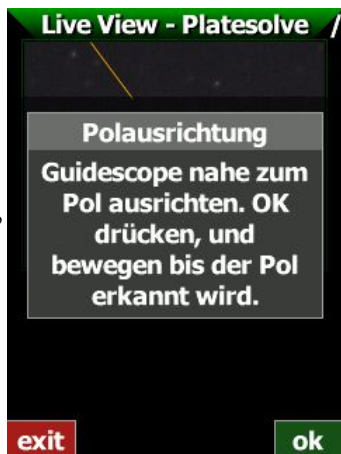 Live View - Platesolve /
Polausrichtung
Guidescope nahe zum
Pol ausrichten. OK
drücken, und
bewegen bis der Pol
erkannt wird.
exit
ok